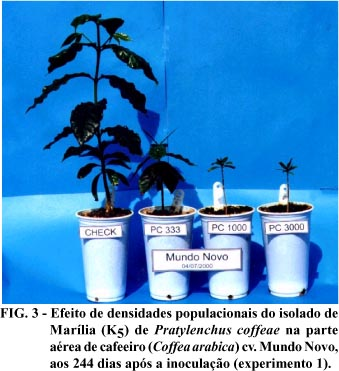 CHECK
PC 333
PC 1000
PC 3000
Mundo Novo
04/07/2000
FIG. 3 - Efeito de densidades populacionais do isolado de
Marília (K5) de Pratylenchus coffeae na parte
aérea de cafeeiro (Coffea arabica) cv. Mundo Novo,
aos 244 dias após a inoculação (experimento 1).